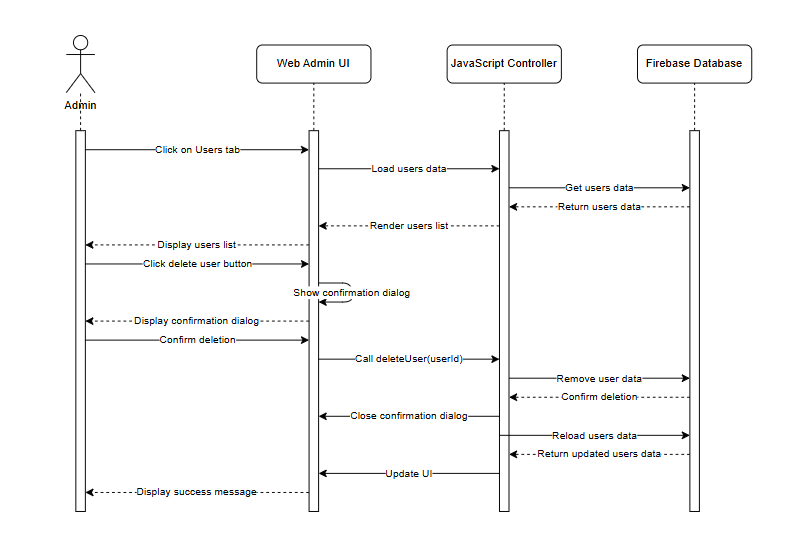 Web Admin UI
JavaScript Controller
Firebase Database
Admin
Click on Users tab
Load users data
Get users data
Return users data
Render users list
Display users list
Click delete user button
Show confirmation dialog
Display confirmation dialog
Confirm deletion
Call deleteUser(userId)
Remove user data
Confirm deletion
Close confirmation dialog
Reload users data
Return updated users data
Update UI
Display success message